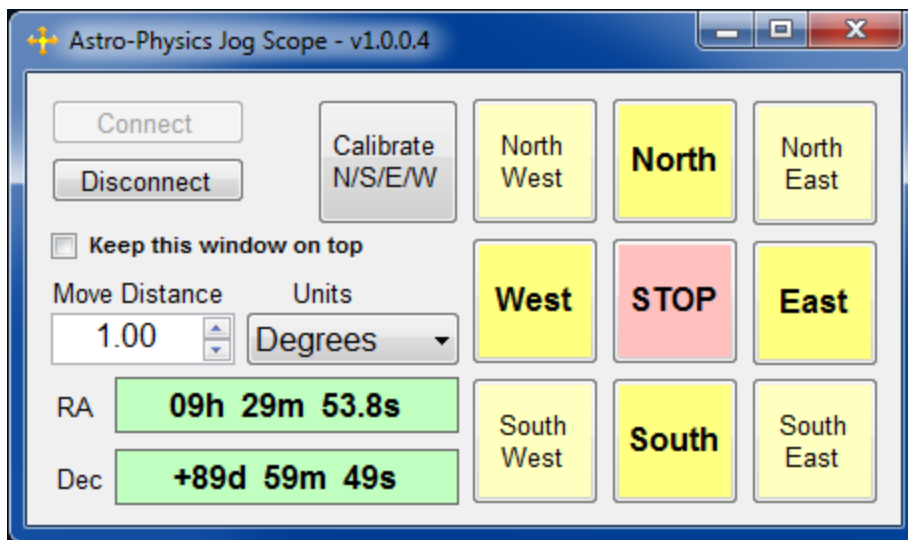 Astro-Physics Jog Scope - v1.0.0.4
Connect
Disconnect
Calibrate
N/S/E/W
Keep this window on top
Move Distance
Units
1.00
Degrees
RA
09h 29m 53.8s
Dec
+89d 59m 49s
North
West
North
North
East
West
STOP
East
South
West
South
South
East